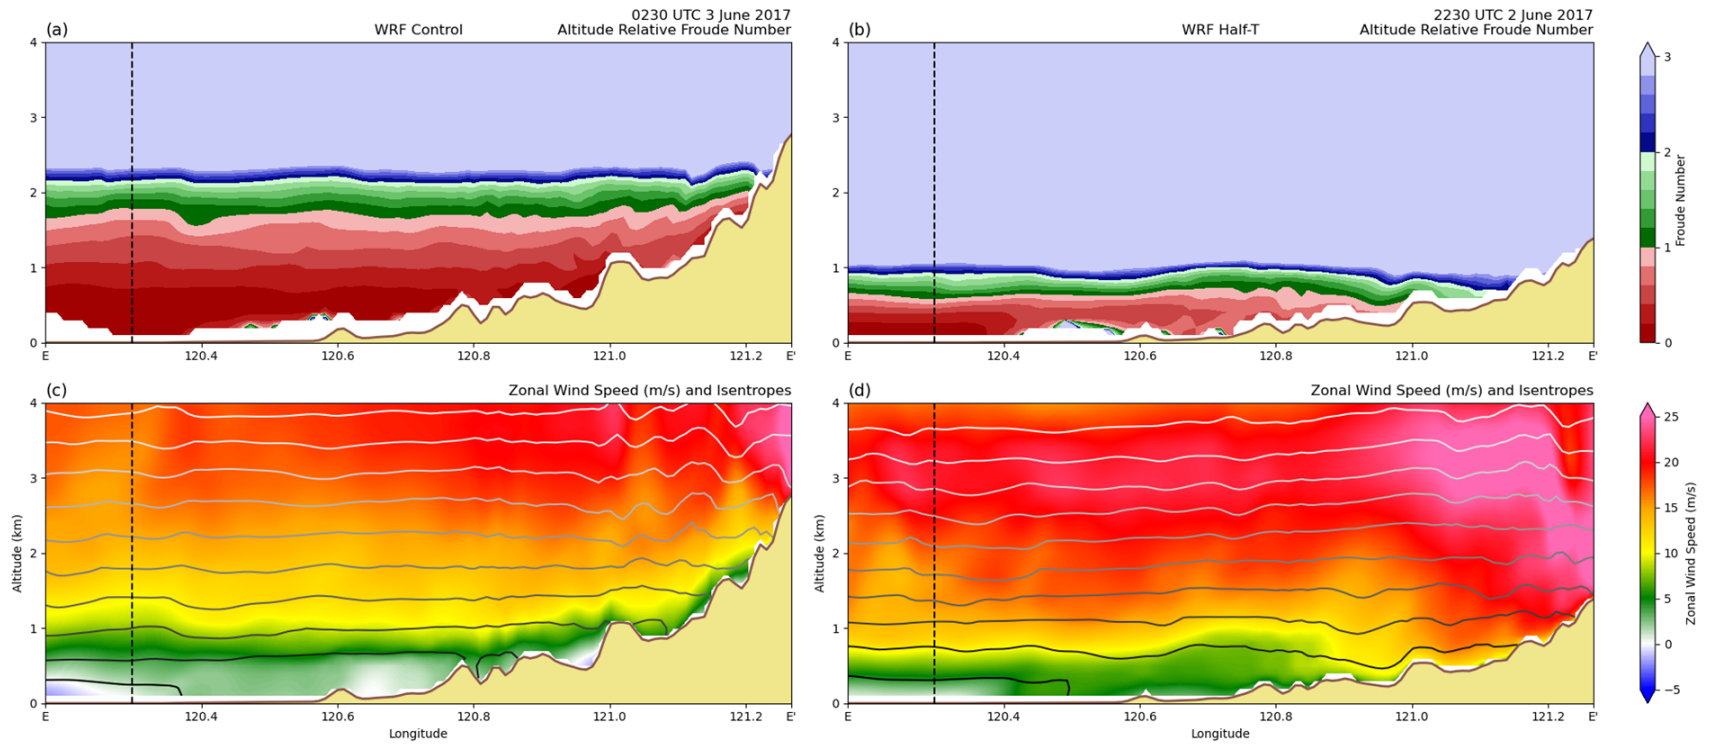 (a)
WRF Control
0230 UTC 3 June 2017
Altitude Relative Froude Number
4
3
2
1
0
E
120.4
120.6
120.8
121.0
121.2
E'
(b)
WRF Half-T
2230 UTC 2 June 2017
Altitude Relative Froude Number
4
3
2
1
0
E
120.4
120.6
120.8
121.0
121.2
E'
3
2
1
0
Froude Number
(c)
Zonal Wind Speed (m/s) and Isentropes
Altitude (km)
4
3
2
1
0
E
120.4
120.6
120.8
121.0
121.2
E'
Longitude
(d)
Zonal Wind Speed (m/s) and Isentropes
Altitude (km)
4
3
2
1
0
E
120.4
120.6
120.8
121.0
121.2
E'
Longitude
25
20
15
10
5
0
−5
Zonal Wind Speed (m/s)